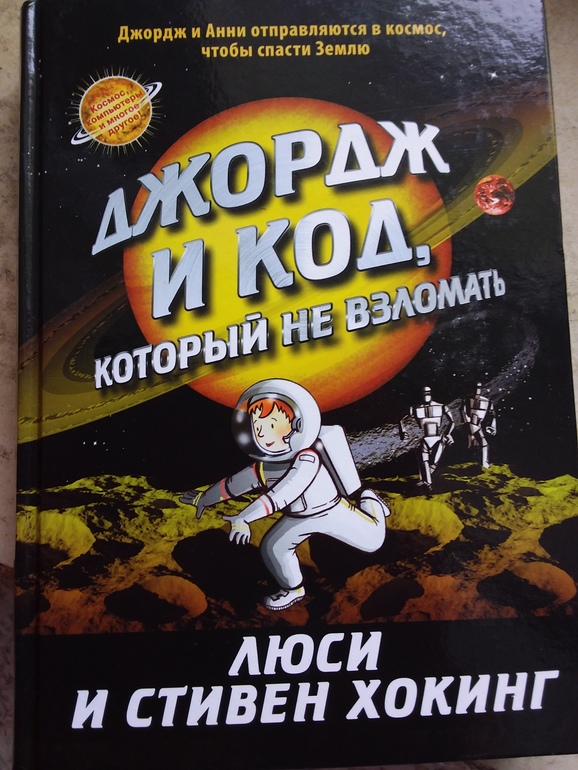 Джордж и Анни отправляются в космос,
чтобы спасти Землю
Космос,
компьютеры
и многое
другое!
ДЖОРДЖ
И КОД,
КОТОРЫЙ НЕ ВЗЛОМАТЬ
ЛЮСИ
И СТИВЕН ХОКИНГ